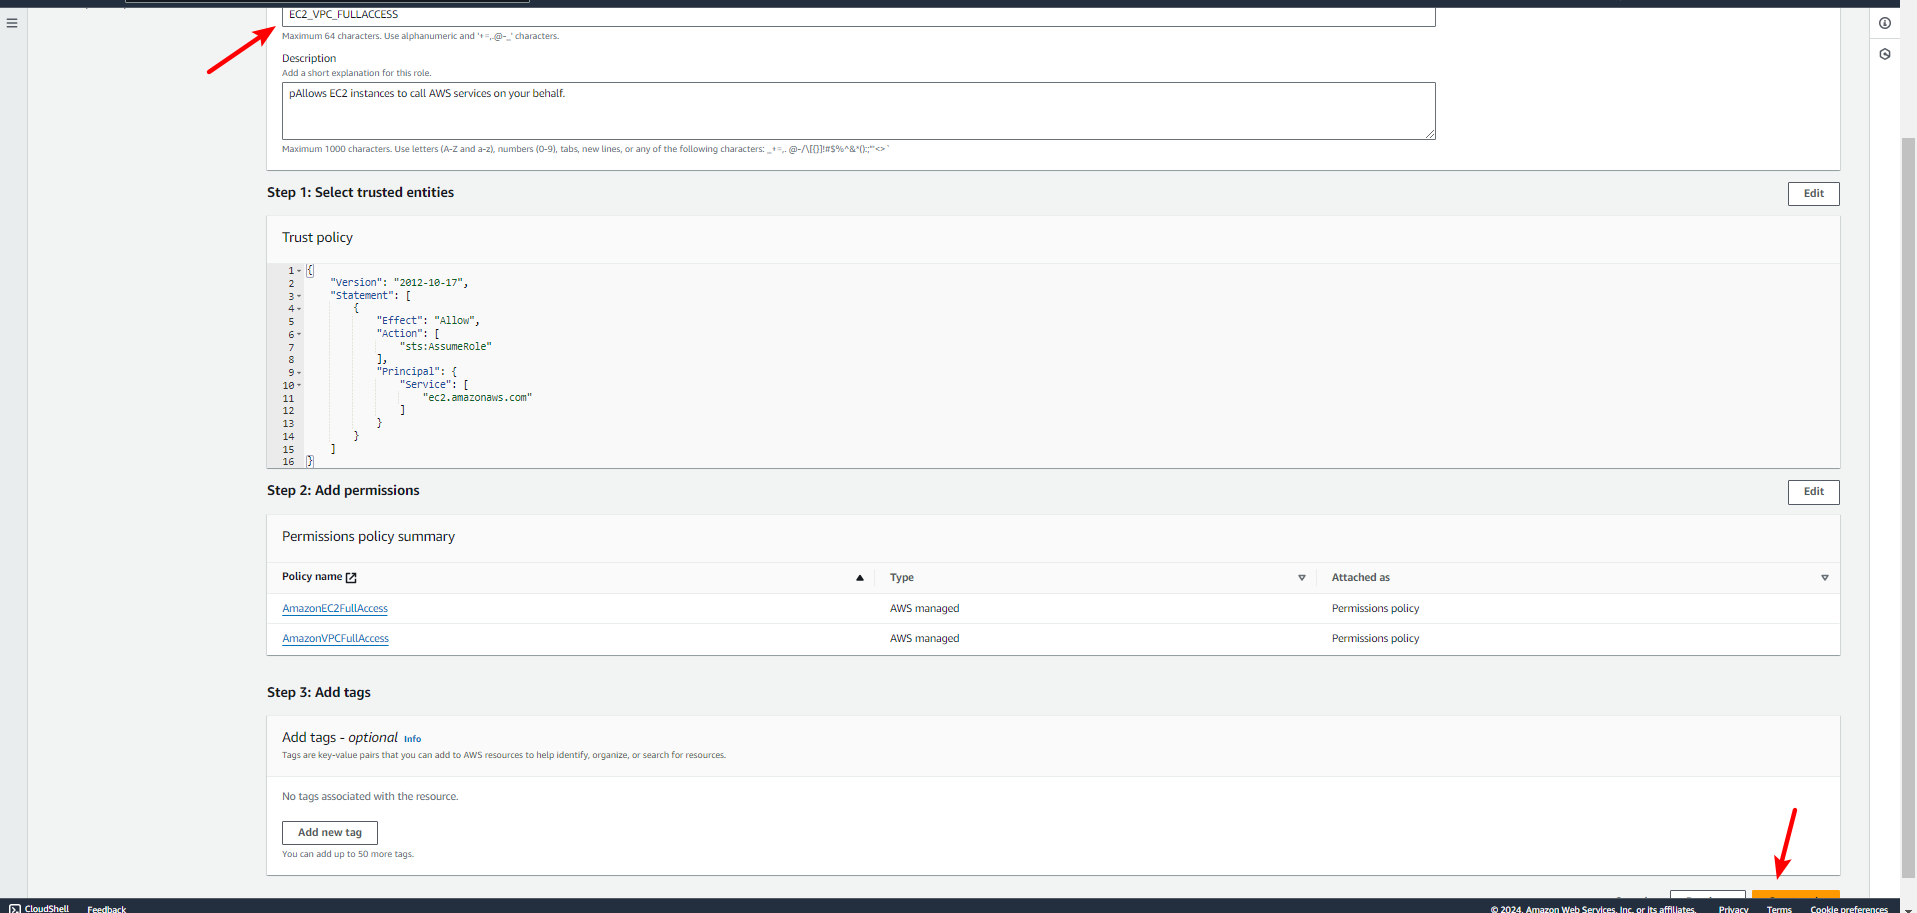 EC2_VPC_FULLACCESS
Maximum 64 characters. Use alphanumeric and '+=,.@-_' characters.
Description
Add a short explanation for this role.
pAllows EC2 instances to call AWS services on your behalf.
Maximum 1000 characters. Use letters (A-Z and a-z), numbers (0-9), tabs, new lines, or any of the following characters: _+=,. @-/\[{}]!#$%^&*();:"'<>`
Step 1: Select trusted entities
Edit
Trust policy
1 {
2 "Version": "2012-10-17",
3 "Statement": [
4 {
5 "Effect": "Allow",
6 "Action": [
7 "sts:AssumeRole"
8 ],
9 "Principal": {
10 "Service": [
11 "ec2.amazonaws.com"
12 ]
13 }
14 }
15 ]
16 }
Step 2: Add permissions
Edit
Permissions policy summary
Policy name Type Attached as
AmazonEC2FullAccess AWS managed Permissions policy
AmazonVPCFullAccess AWS managed Permissions policy
Step 3: Add tags
Add tags - optional Info
Tags are key-value pairs that you can add to AWS resources to help identify, organize, or search for resources.
No tags associated with the resource.
Add new tag
You can add up to 50 more tags.
CloudShell Feedback © 2024, Amazon Web Services, Inc. or its affiliates. Privacy Terms Cookie preferences